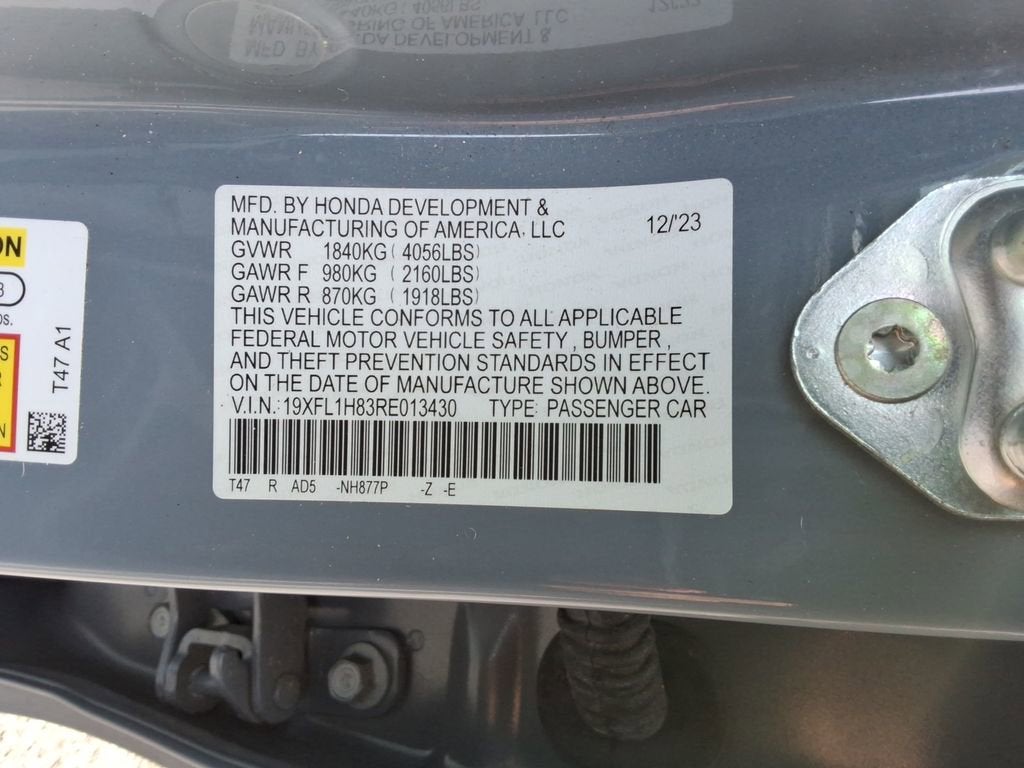 MFD. BY HONDA DEVELOPMENT &
MANUFACTURING OF AMERICA, LLC 12/'23
GVWR 1840KG ( 4056LBS)
GAWR F 980KG ( 2160LBS)
GAWR R 870KG ( 1918LBS)
THIS VEHICLE CONFORMS TO ALL APPLICABLE
FEDERAL MOTOR VEHICLE SAFETY , BUMPER ,
AND THEFT PREVENTION STANDARDS IN EFFECT
ON THE DATE OF MANUFACTURE SHOWN ABOVE.
V.I.N.: 19XFL1H83RE013430 TYPE: PASSENGER CAR
T47 R AD5 -NH877P -Z -E
T47 A1